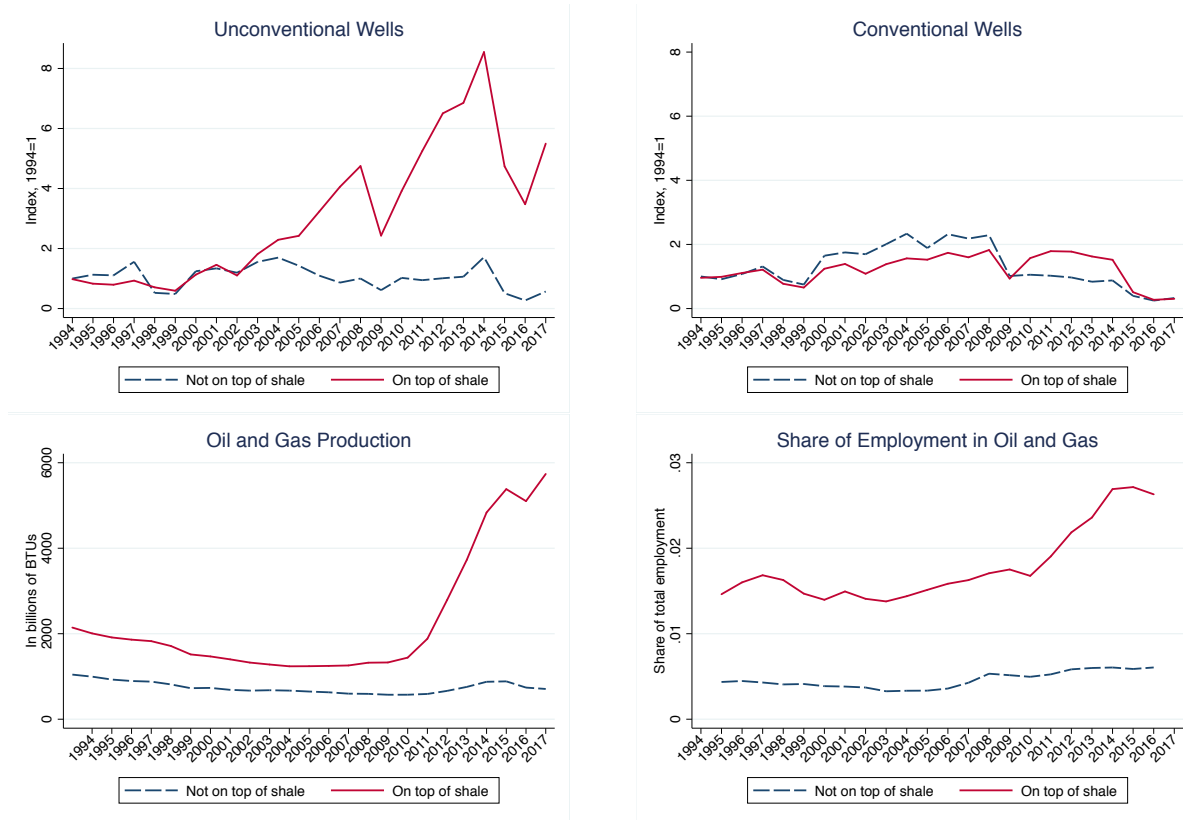 Unconventional Wells
Index, 1994=1
8
6
4
2
0
1994 1995 1996 1997 1998 1999 2000 2001 2002 2003 2004 2005 2006 2007 2008 2009 2010 2011 2012 2013 2014 2015 2016 2017
Not on top of shale On top of shale
Conventional Wells
Index, 1994=1
8
6
4
2
0
1994 1995 1996 1997 1998 1999 2000 2001 2002 2003 2004 2005 2006 2007 2008 2009 2010 2011 2012 2013 2014 2015 2016 2017
Not on top of shale On top of shale
Oil and Gas Production
In billions of BTUs
6000
4000
2000
0
1994 1995 1996 1997 1998 1999 2000 2001 2002 2003 2004 2005 2006 2007 2008 2009 2010 2011 2012 2013 2014 2015 2016 2017
Not on top of shale On top of shale
Share of Employment in Oil and Gas
Share of total employment
.03
.02
.01
0
1994 1995 1996 1997 1998 1999 2000 2001 2002 2003 2004 2005 2006 2007 2008 2009 2010 2011 2012 2013 2014 2015 2016 2017
Not on top of shale On top of shale